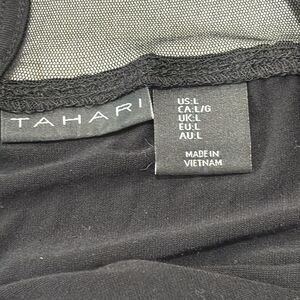 TAHARI
US:L
CA:L/G
UK:L
EU:L
AU:L
MADE IN
VIETNAM